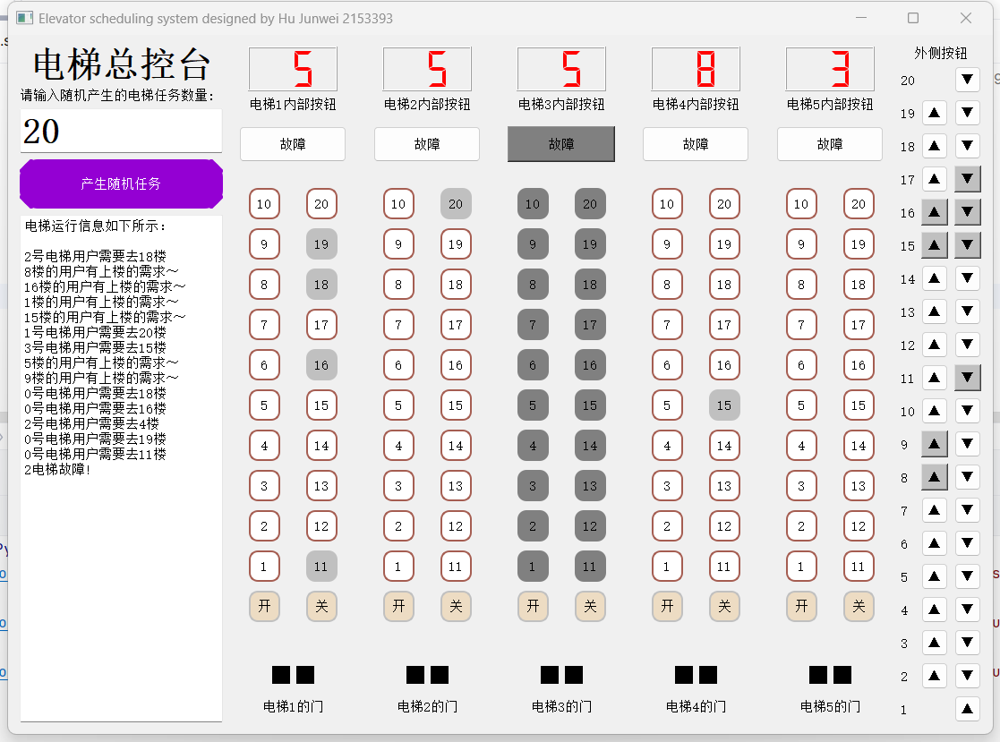 Elevator scheduling system designed by Hu Junwei 2153393
电梯总控台
请输入随机产生的电梯任务数量：
20
产生随机任务
电梯运行信息如下所示：
2号电梯用户需要去18楼
8楼的用户有上楼的需求～
16楼的用户有上楼的需求～
1楼的用户有上楼的需求～
15楼的用户有上楼的需求～
1号电梯用户需要去20楼
3号电梯用户需要去15楼
5楼的用户有上楼的需求～
9楼的用户有上楼的需求～
0号电梯用户需要去18楼
0号电梯用户需要去16楼
2号电梯用户需要去4楼
0号电梯用户需要去19楼
0号电梯用户需要去11楼
2电梯故障！
5 5 5 8 3
电梯1内部按钮 电梯2内部按钮 电梯3内部按钮 电梯4内部按钮 电梯5内部按钮
故障 故障 故障 故障 故障
10 20 10 20 10 20 10 20 10 20
9 19 9 19 9 19 9 19 9 19
8 18 8 18 8 18 8 18 8 18
7 17 7 17 7 17 7 17 7 17
6 16 6 16 6 16 6 16 6 16
5 15 5 15 5 15 5 15 5 15
4 14 4 14 4 14 4 14 4 14
3 13 3 13 3 13 3 13 3 13
2 12 2 12 2 12 2 12 2 12
1 11 1 11 1 11 1 11 1 11
开 关 开 关 开 关 开 关 开 关
电梯1的门 电梯2的门 电梯3的门 电梯4的门 电梯5的门
外侧按钮
20 ▼
19 ▲ ▼
18 ▲ ▼
17 ▲ ▼
16 ▲ ▼
15 ▲ ▼
14 ▲ ▼
13 ▲ ▼
12 ▲ ▼
11 ▲ ▼
10 ▲ ▼
9 ▲ ▼
8 ▲ ▼
7 ▲ ▼
6 ▲ ▼
5 ▲ ▼
4 ▲ ▼
3 ▲ ▼
2 ▲ ▼
1 ▲